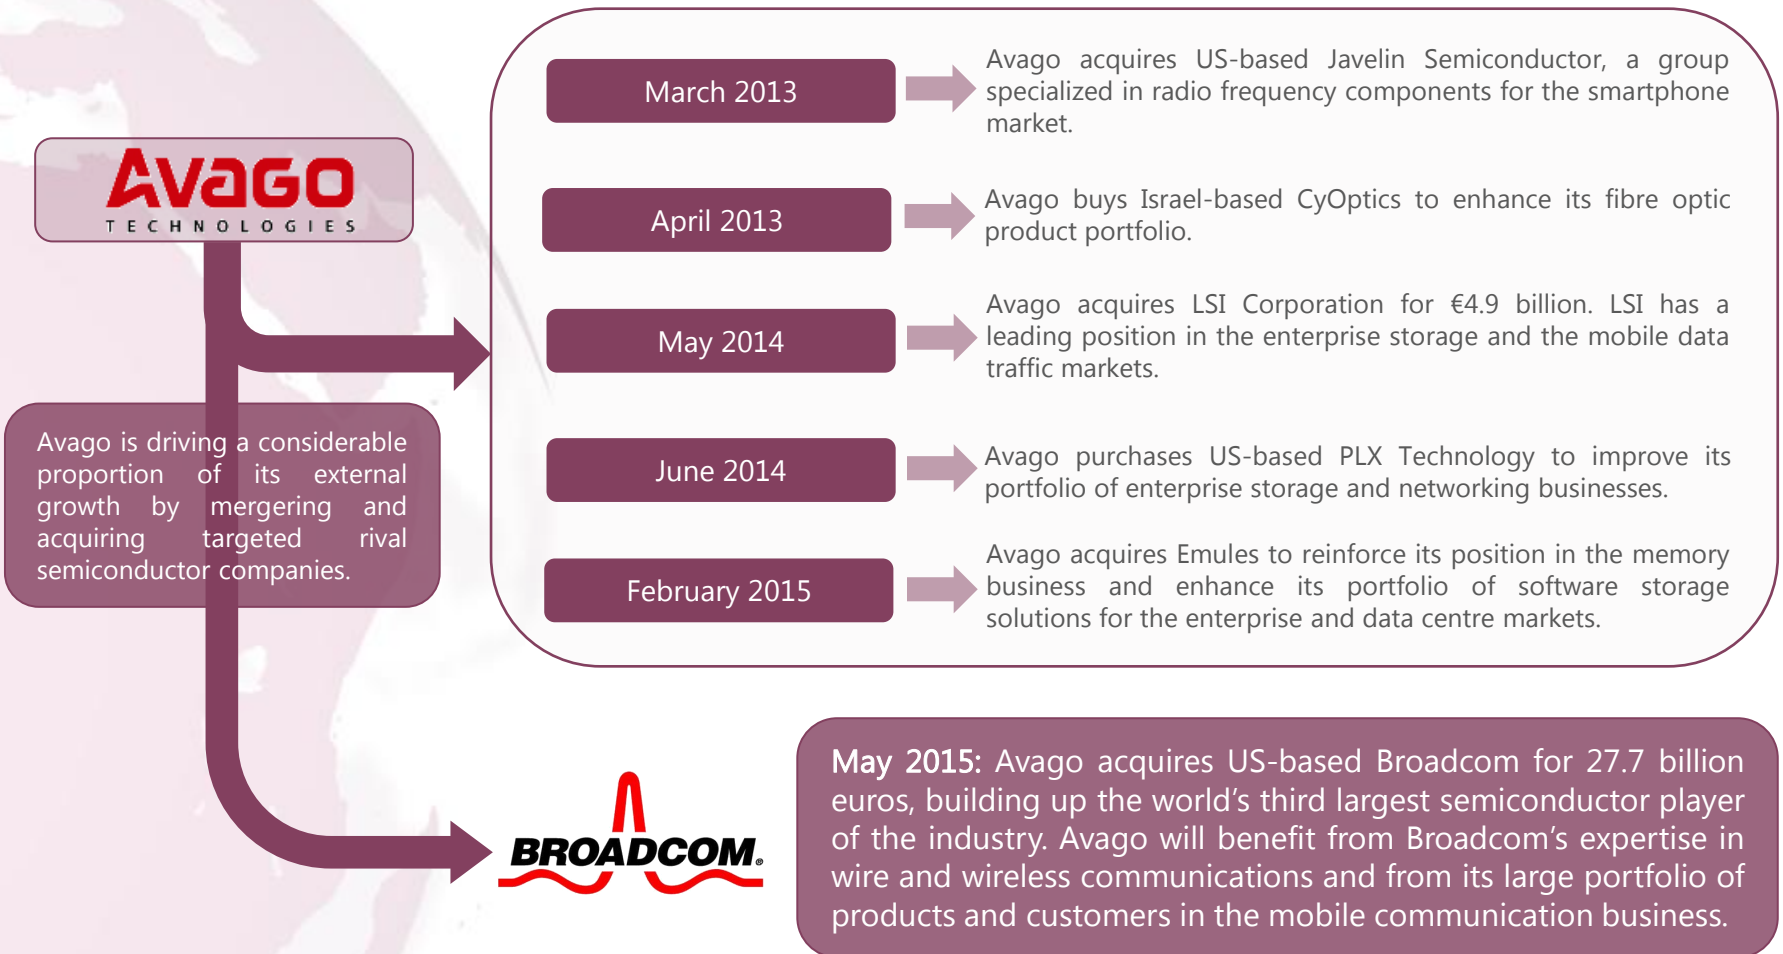 AVAGO
TECHNOLOGIES
Avago is driving a considerable
proportion of its external
growth by mergering and
acquiring targeted rival
semiconductor companies.
March 2013
Avago acquires US-based Javelin Semiconductor, a group
specialized in radio frequency components for the smartphone
market.
April 2013
Avago buys Israel-based CyOptics to enhance its fibre optic
product portfolio.
May 2014
Avago acquires LSI Corporation for €4.9 billion. LSI has a
leading position in the enterprise storage and the mobile data
traffic markets.
June 2014
Avago purchases US-based PLX Technology to improve its
portfolio of enterprise storage and networking businesses.
February 2015
Avago acquires Emules to reinforce its position in the memory
business and enhance its portfolio of software storage
solutions for the enterprise and data centre markets.
BROADCOM®
May 2015: Avago acquires US-based Broadcom for 27.7 billion
euros, building up the world’s third largest semiconductor player
of the industry. Avago will benefit from Broadcom’s expertise in
wire and wireless communications and from its large portfolio of
products and customers in the mobile communication business.